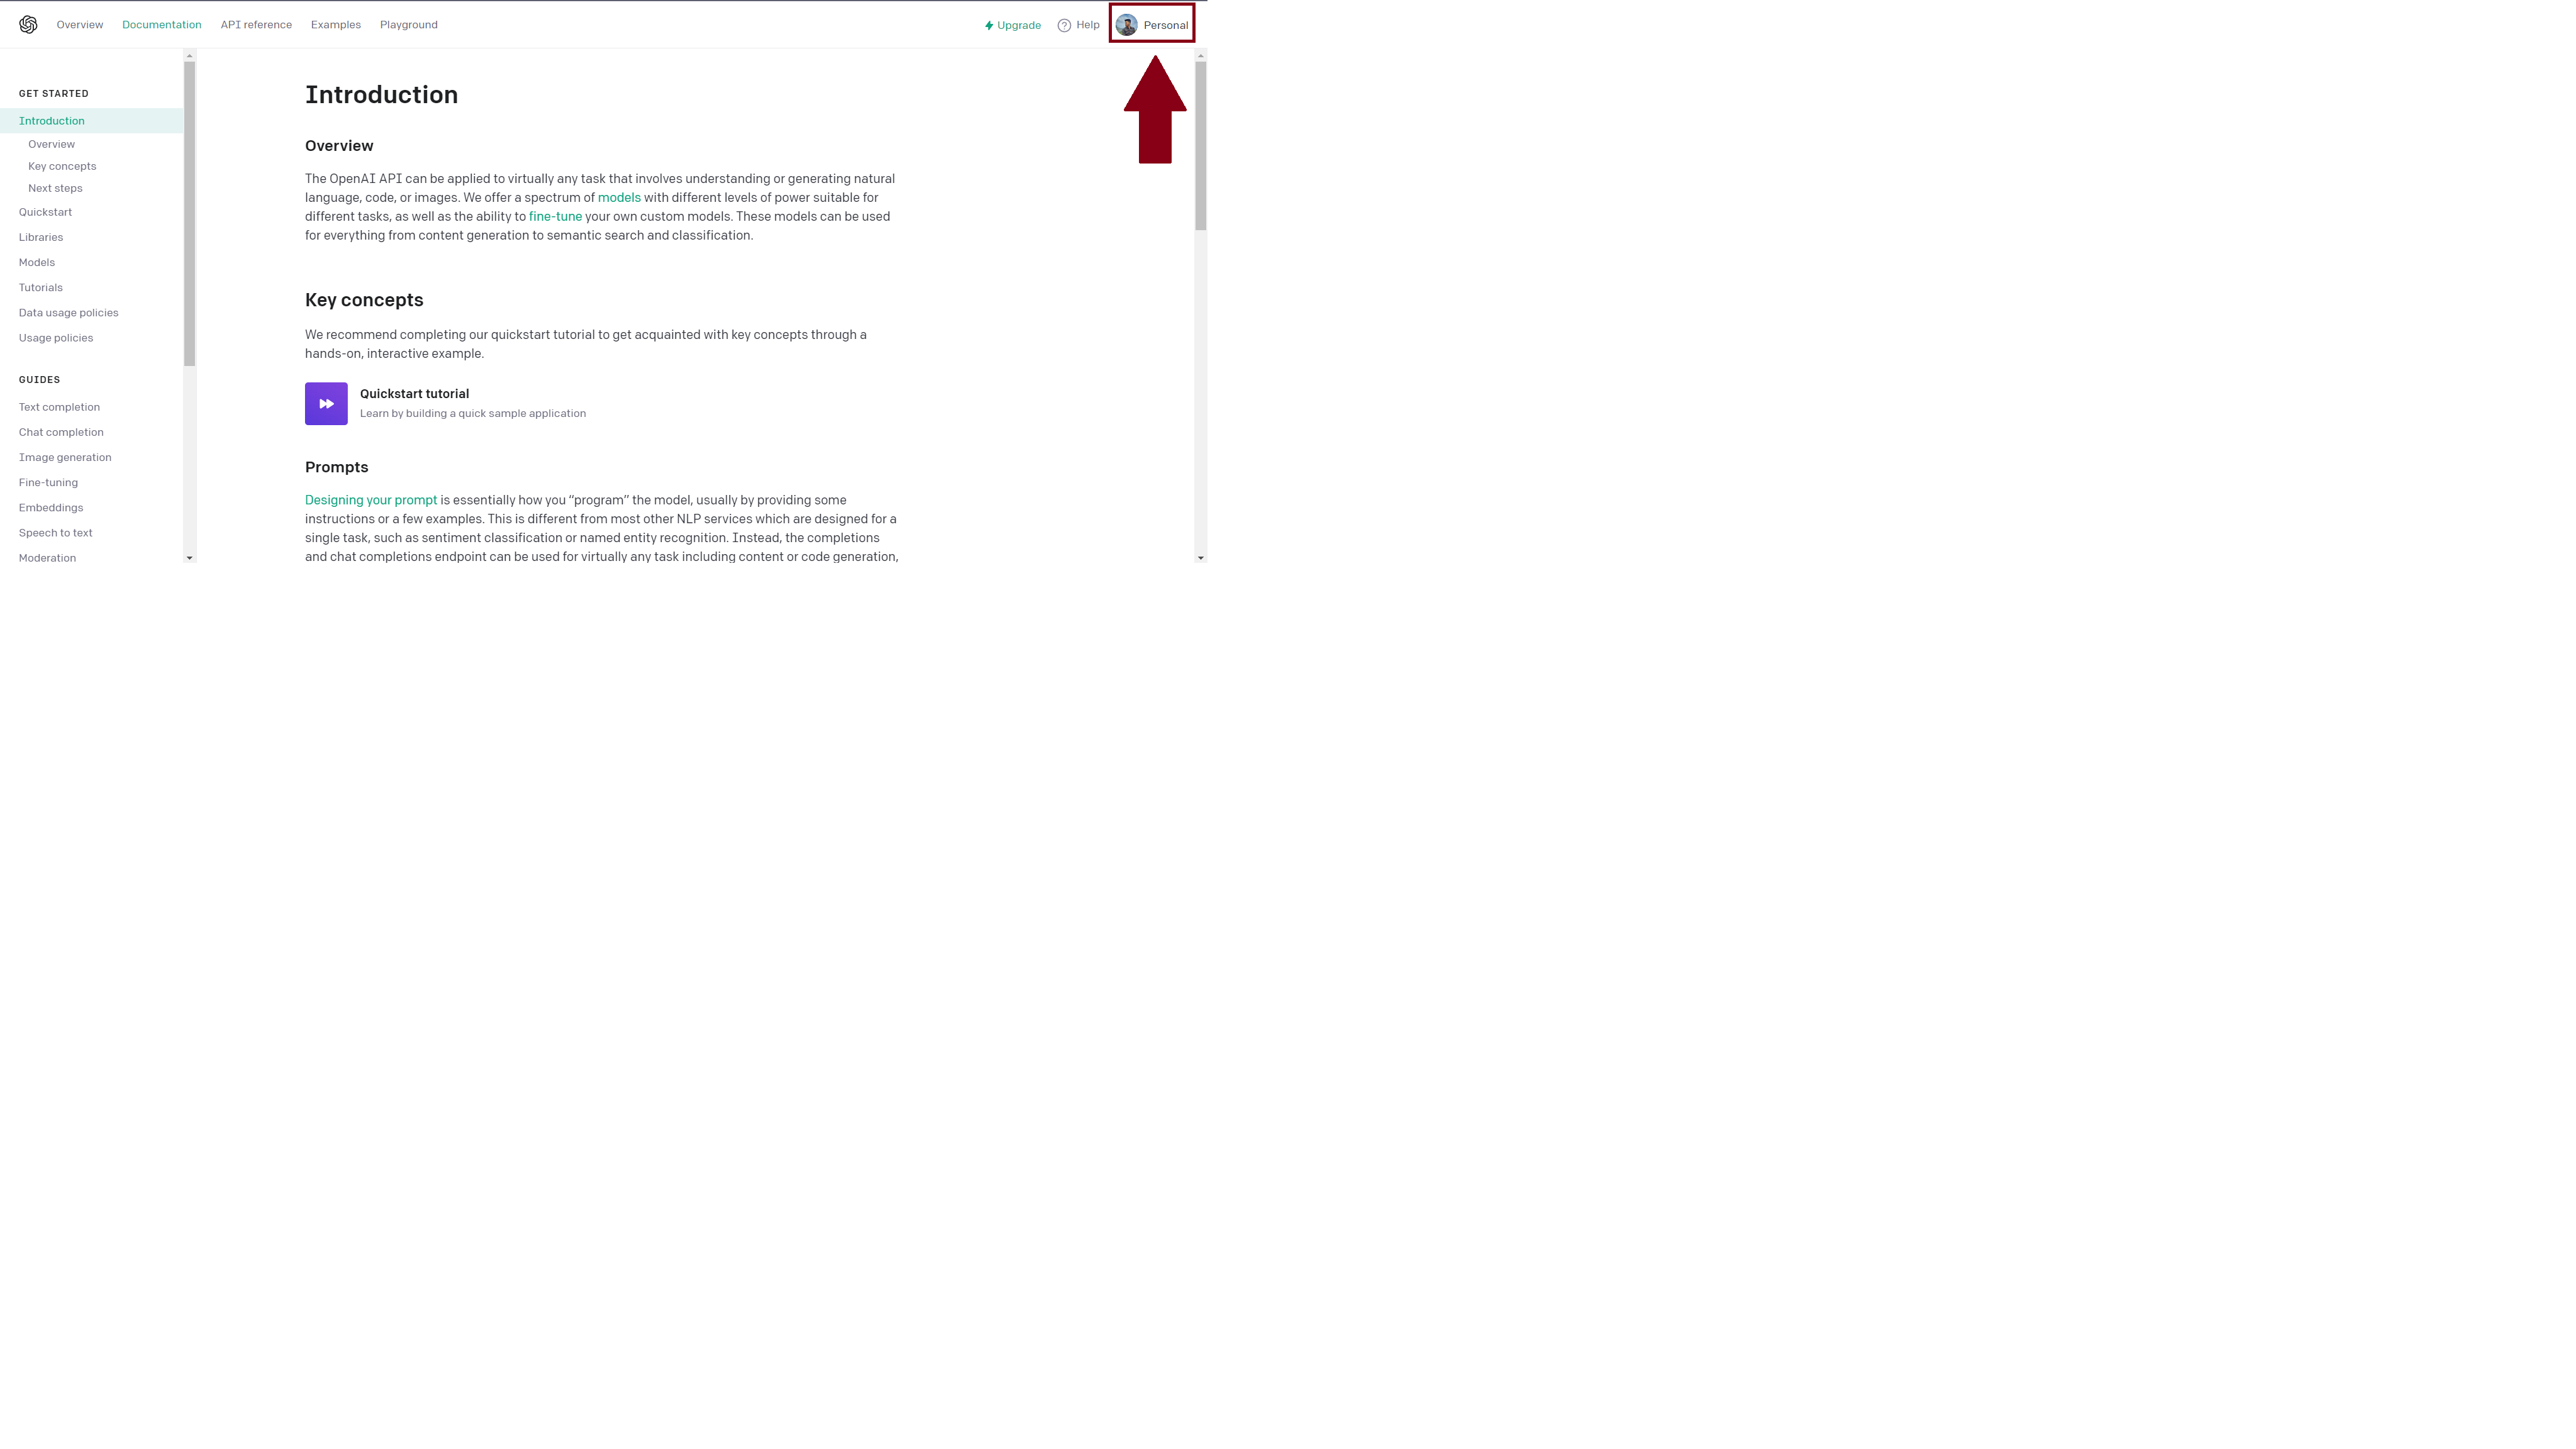 Overview Documentation API reference Examples Playground Upgrade Help Personal
GET STARTED
Introduction
Overview
Key concepts
Next steps
Quickstart
Libraries
Models
Tutorials
Data usage policies
Usage policies
GUIDES
Text completion
Chat completion
Image generation
Fine-tuning
Embeddings
Speech to text
Moderation
Introduction
Overview
The OpenAI API can be applied to virtually any task that involves understanding or generating natural
language, code, or images. We offer a spectrum of models with different levels of power suitable for
different tasks, as well as the ability to fine-tune your own custom models. These models can be used
for everything from content generation to semantic search and classification.
Key concepts
We recommend completing our quickstart tutorial to get acquainted with key concepts through a
hands-on, interactive example.
Quickstart tutorial
Learn by building a quick sample application
Prompts
Designing your prompt is essentially how you “program” the model, usually by providing some
instructions or a few examples. This is different from most other NLP services which are designed for a
single task, such as sentiment classification or named entity recognition. Instead, the completions
and chat completions endpoint can be used for virtually any task including content or code generation,